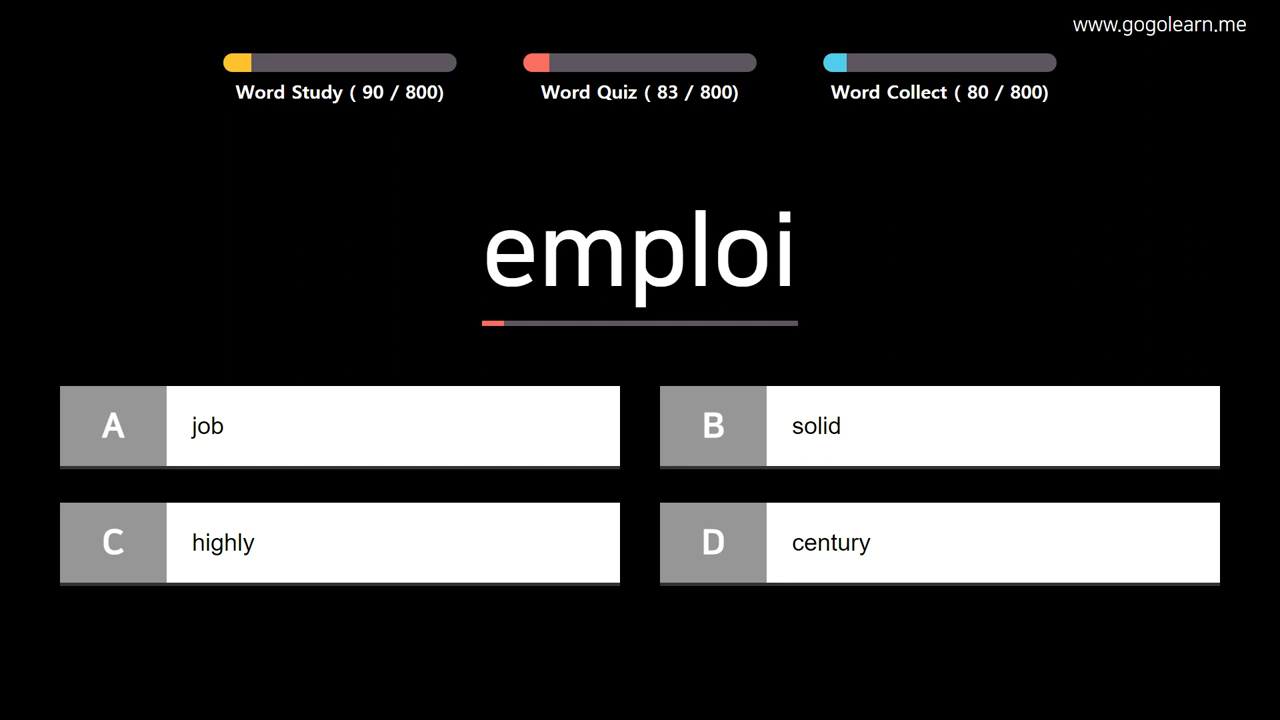 www.gogolearn.me
Word Study ( 90 / 800)
Word Quiz ( 83 / 800)
Word Collect ( 80 / 800)
emploi
A job
B solid
C highly
D century